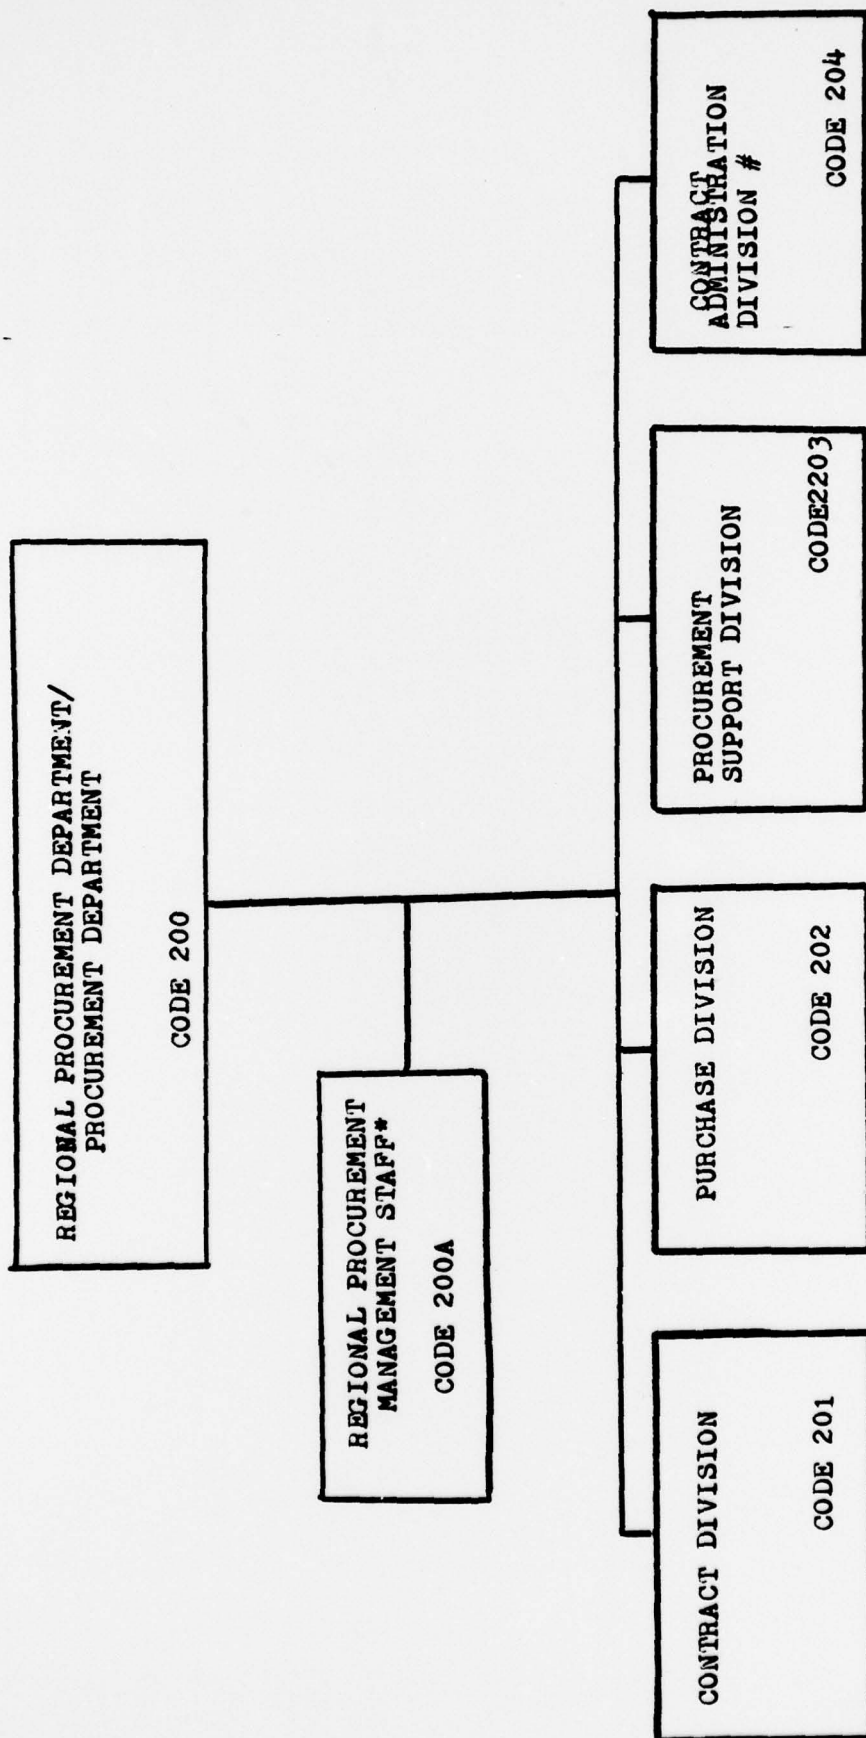 REGIONAL PROCUREMENT DEPARTMENT/
PROCUREMENT DEPARTMENT
CODE 200
REGIONAL PROCUREMENT
MANAGEMENT STAFF*
CODE 200A
CONTRACT DIVISION
CODE 201
PURCHASE DIVISION
CODE 202
PROCUREMENT
SUPPORT DIVISION
CODE2203
CONTRACT
ADMINISTRATION
DIVISION #
CODE 204